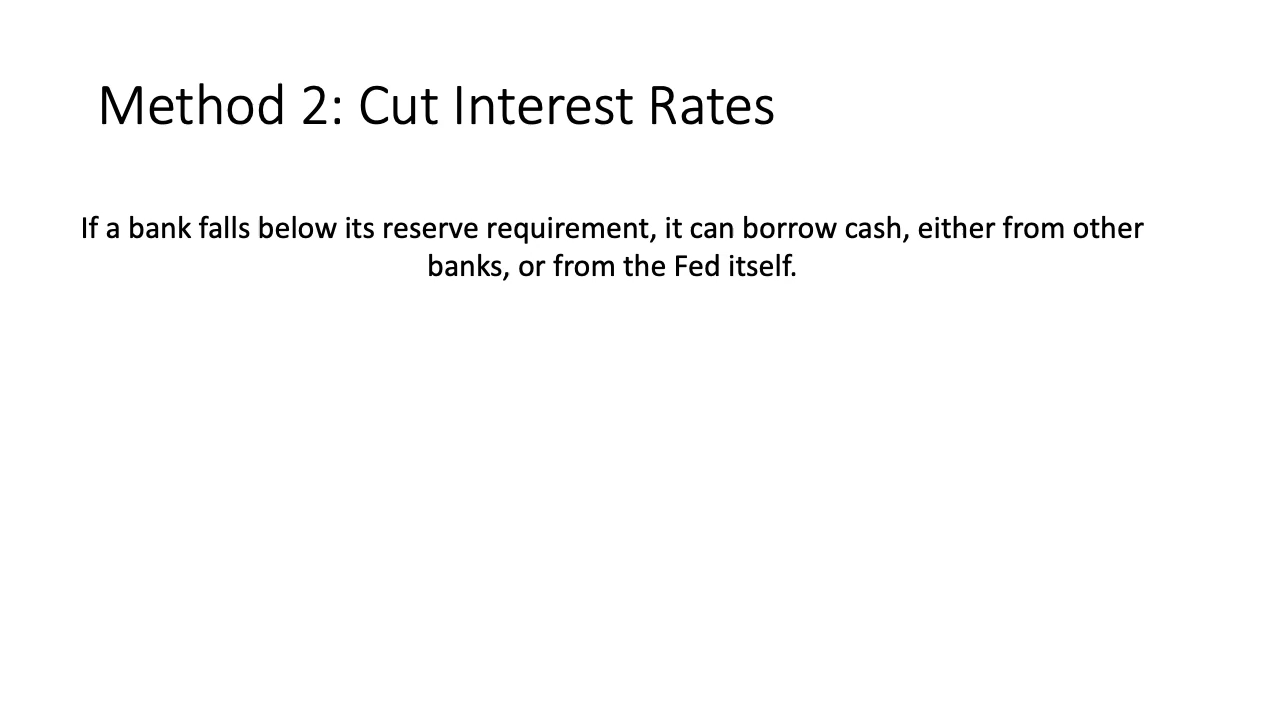 Method 2: Cut Interest Rates
If a bank falls below its reserve requirement, it can borrow cash, either from other
banks, or from the Fed itself.